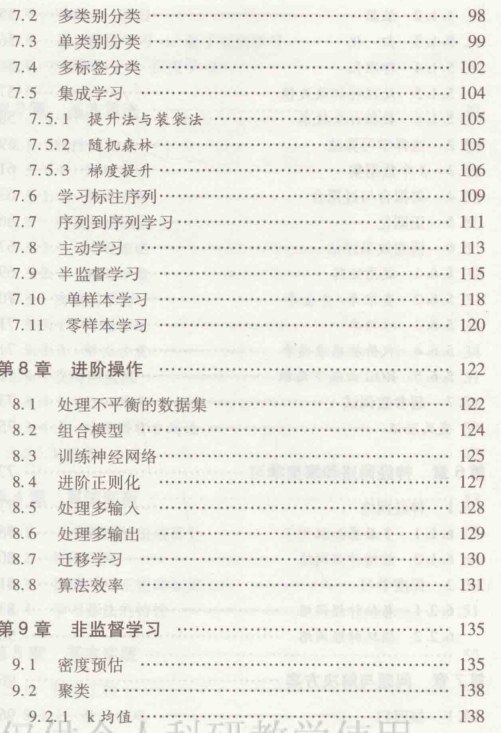 7.2 多类别分类 98
7.3 单类别分类 99
7.4 多标签分类 102
7.5 集成学习 104
7.5.1 提升法与装袋法 105
7.5.2 随机森林 105
7.5.3 梯度提升 106
7.6 学习标注序列 109
7.7 序列到序列学习 111
7.8 主动学习 113
7.9 半监督学习 115
7.10 单样本学习 118
7.11 零样本学习 120
第8章 进阶操作 122
8.1 处理不平衡的数据集 122
8.2 组合模型 124
8.3 训练神经网络 125
8.4 进阶正则化 127
8.5 处理多输入 128
8.6 处理多输出 129
8.7 迁移学习 130
8.8 算法效率 131
第9章 非监督学习 135
9.1 密度预估 135
9.2 聚类 138
9.2.1 k均值 138
仅供个人科研教学使用